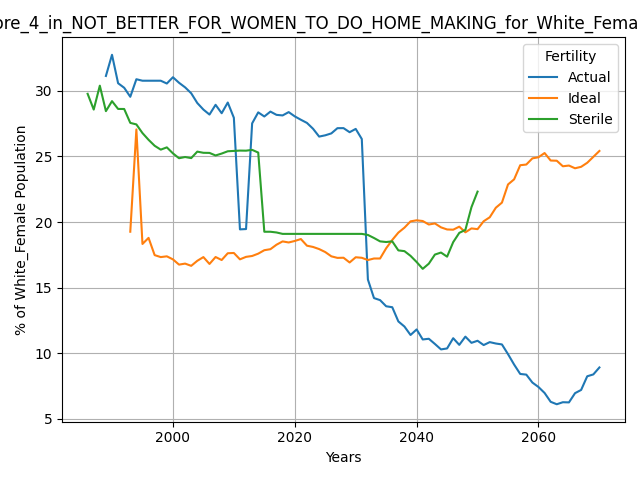 ore_4_in_NOT_BETTER_FOR_WOMEN_TO_DO_HOME_MAKING_for_White_Fema
Fertility
Actual
Ideal
Sterile
% of White_Female Population
30
25
20
15
10
5
2000 2020 2040 2060
Years